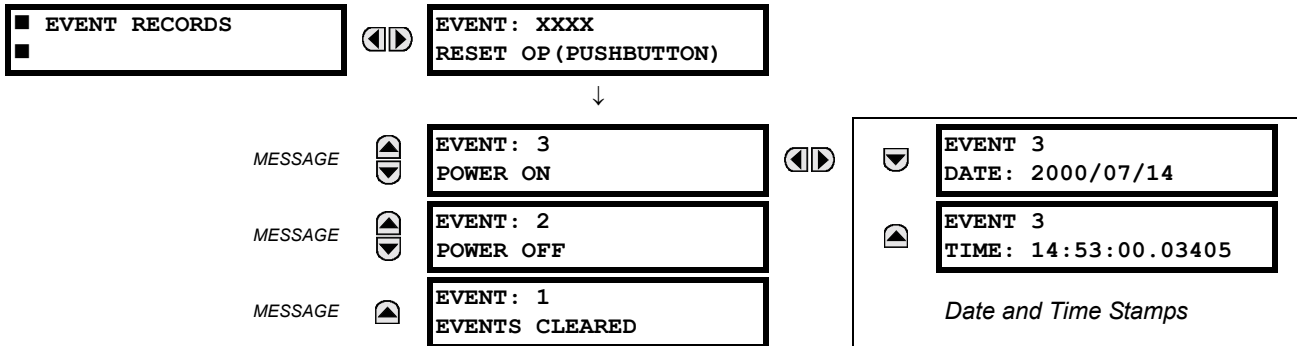 ■ EVENT RECORDS
■
EVENT: XXXX
RESET OP(PUSHBUTTON)
↓
MESSAGE
EVENT: 3
POWER ON
EVENT 3
DATE: 2000/07/14
MESSAGE
EVENT: 2
POWER OFF
EVENT 3
TIME: 14:53:00.03405
MESSAGE
EVENT: 1
EVENTS CLEARED
Date and Time Stamps